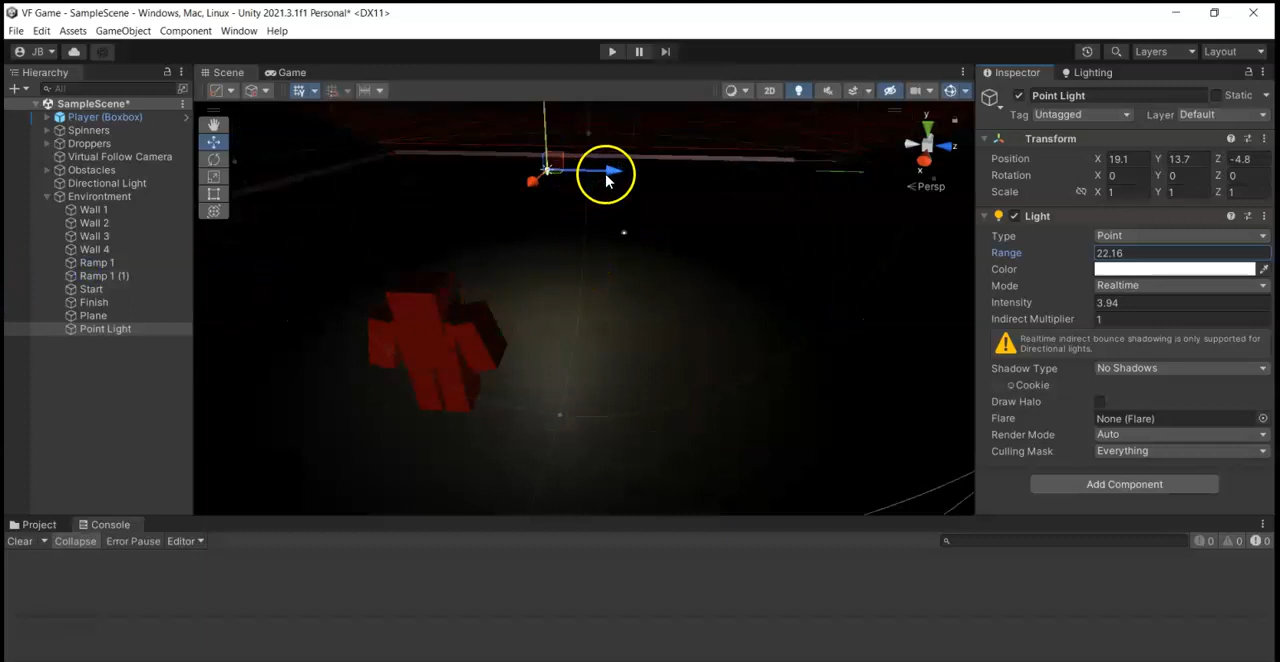 VF Game - SampleScene - Windows, Mac, Linux - Unity 2021.3.1f1 Personal* <DX11>
File Edit Assets GameObject Component Window Help
JB Layers Layout
Hierarchy Scene Game Inspector Lighting
All 2D
SampleScene*
Player (Boxbox)
Spinners
Droppers
Virtual Follow Camera
Obstacles
Directional Light
Environtment
Wall 1
Wall 2
Wall 3
Wall 4
Ramp 1
Ramp 1 (1)
Start
Finish
Plane
Point Light
y
z
x
Persp
Point Light Static
Tag Untagged Layer Default
Transform
Position X 19.1 Y 13.7 Z -4.8
Rotation X 0 Y 0 Z 0
Scale X 1 Y 1 Z 1
Light
Type Point
Range 22.16
Color
Mode Realtime
Intensity 3.94
Indirect Multiplier 1
Realtime indirect bounce shadowing is only supported for
Directional lights.
Shadow Type No Shadows
Cookie
Draw Halo
Flare None (Flare)
Render Mode Auto
Culling Mask Everything
Add Component
Project Console
Clear Collapse Error Pause Editor 0 0 0